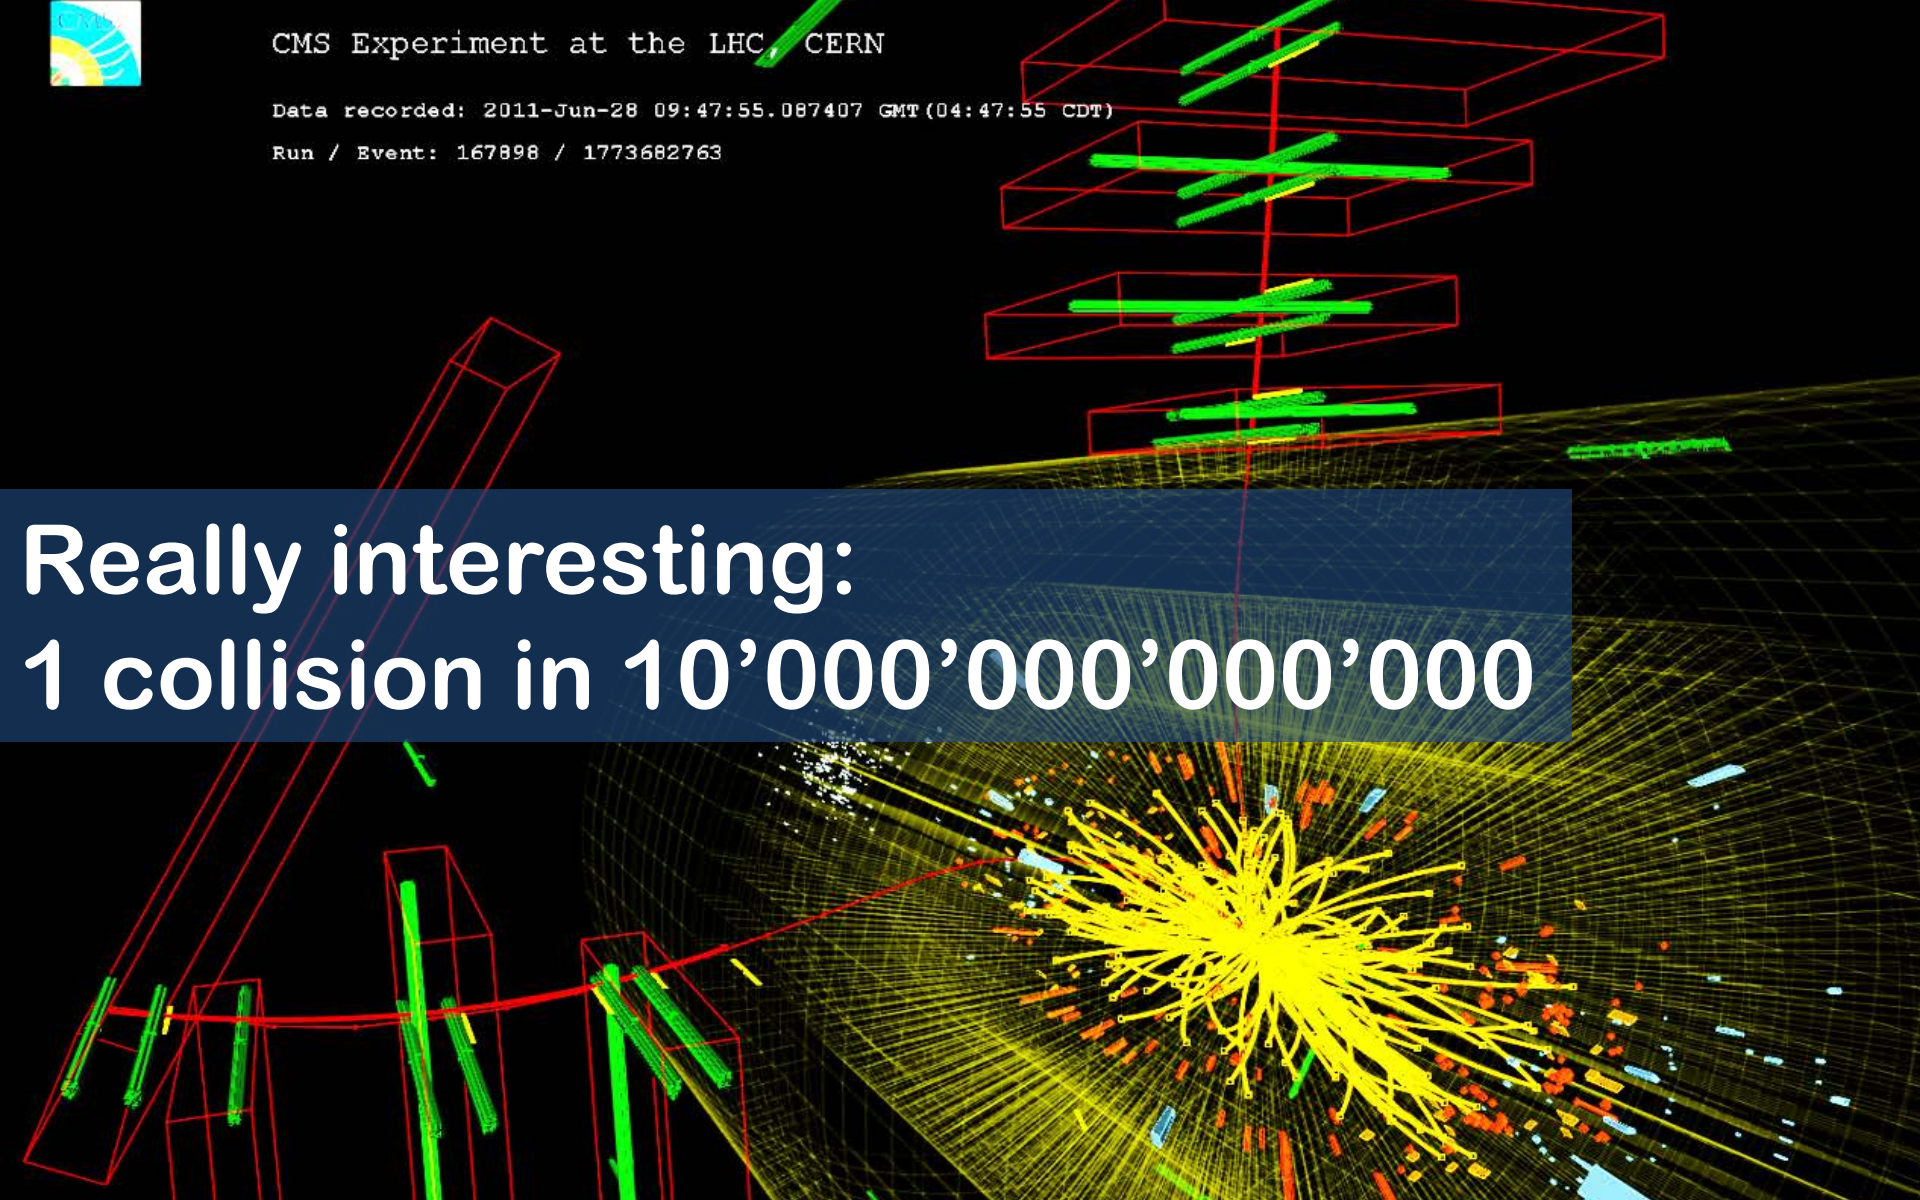 CMS
CMS Experiment at the LHC, CERN
Data recorded: 2011-Jun-28 09:47:55.087407 GMT(04:47:55 CDT)
Run / Event: 167898 / 1773682763
Really interesting:
1 collision in 10’000’000’000’000